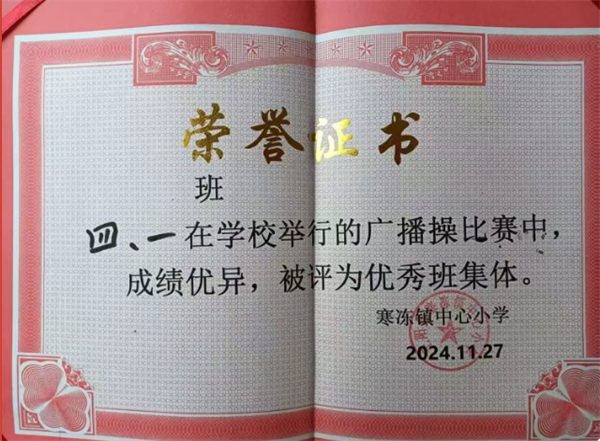 荣誉证书
班
四、一在学校举行的广播操比赛中，
成绩优异，被评为优秀班集体。
寒冻镇中心小学
2024.11.27